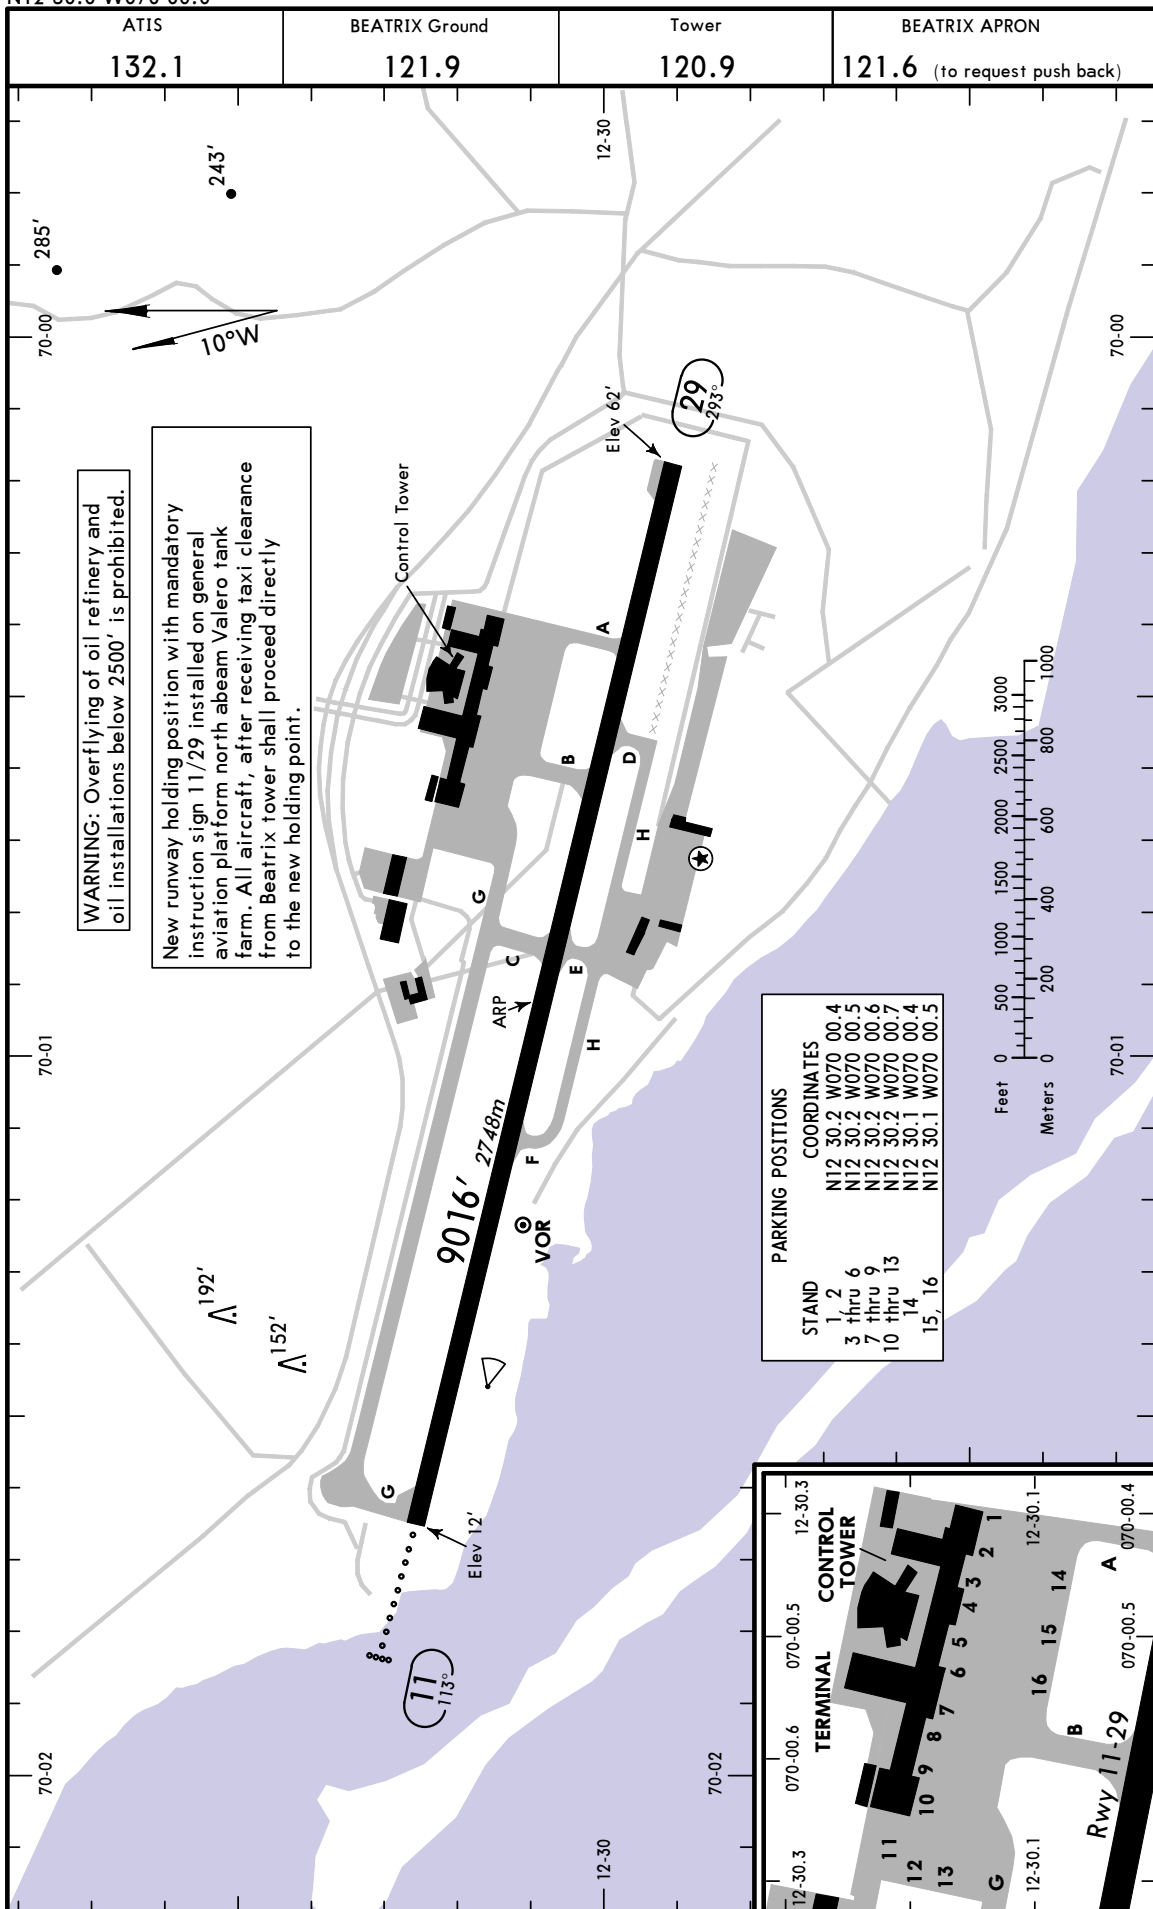 N12 30.0 W070 00.0
ATIS
132.1
BEATRIX Ground
121.9
Tower
120.9
BEATRIX APRON
121.6 (to request push back)
243'
285'
12-30
70-00
70-00
10°W
WARNING: Overflying of oil refinery and
oil installations below 2500' is prohibited.
New runway holding position with mandatory
instruction sign 11/29 installed on general
aviation platform north abeam Valero tank
farm. All aircraft, after receiving taxi clearance
from Beatrix tower shall proceed directly
to the new holding point.
Control Tower
Elev 62'
29
293°
A
B
D
H
G
C
E
ARP
H
F
9016'
2748m
VOR
192'
152'
G
Elev 12'
11
113°
70-01
70-01
Feet
0
500
1000
1500
2000
2500
3000
Meters
0
200
400
600
800
1000
PARKING POSITIONS
STAND COORDINATES
1, 2 N12 30.2 W070 00.4
3 thru 6 N12 30.2 W070 00.5
7 thru 9 N12 30.2 W070 00.6
10 thru 13 N12 30.2 W070 00.7
14 N12 30.1 W070 00.4
15, 16 N12 30.1 W070 00.5
70-02
70-02
12-30
12-30.3
12-30.1
070-00.4
CONTROL
TOWER
070-00.5
070-00.5
TERMINAL
070-00.6
12-30.3
12-30.1
1
2
3
4
5
6
7
8
9
10
11
12
13
14
15
16
A
B
G
Rwy 11-29